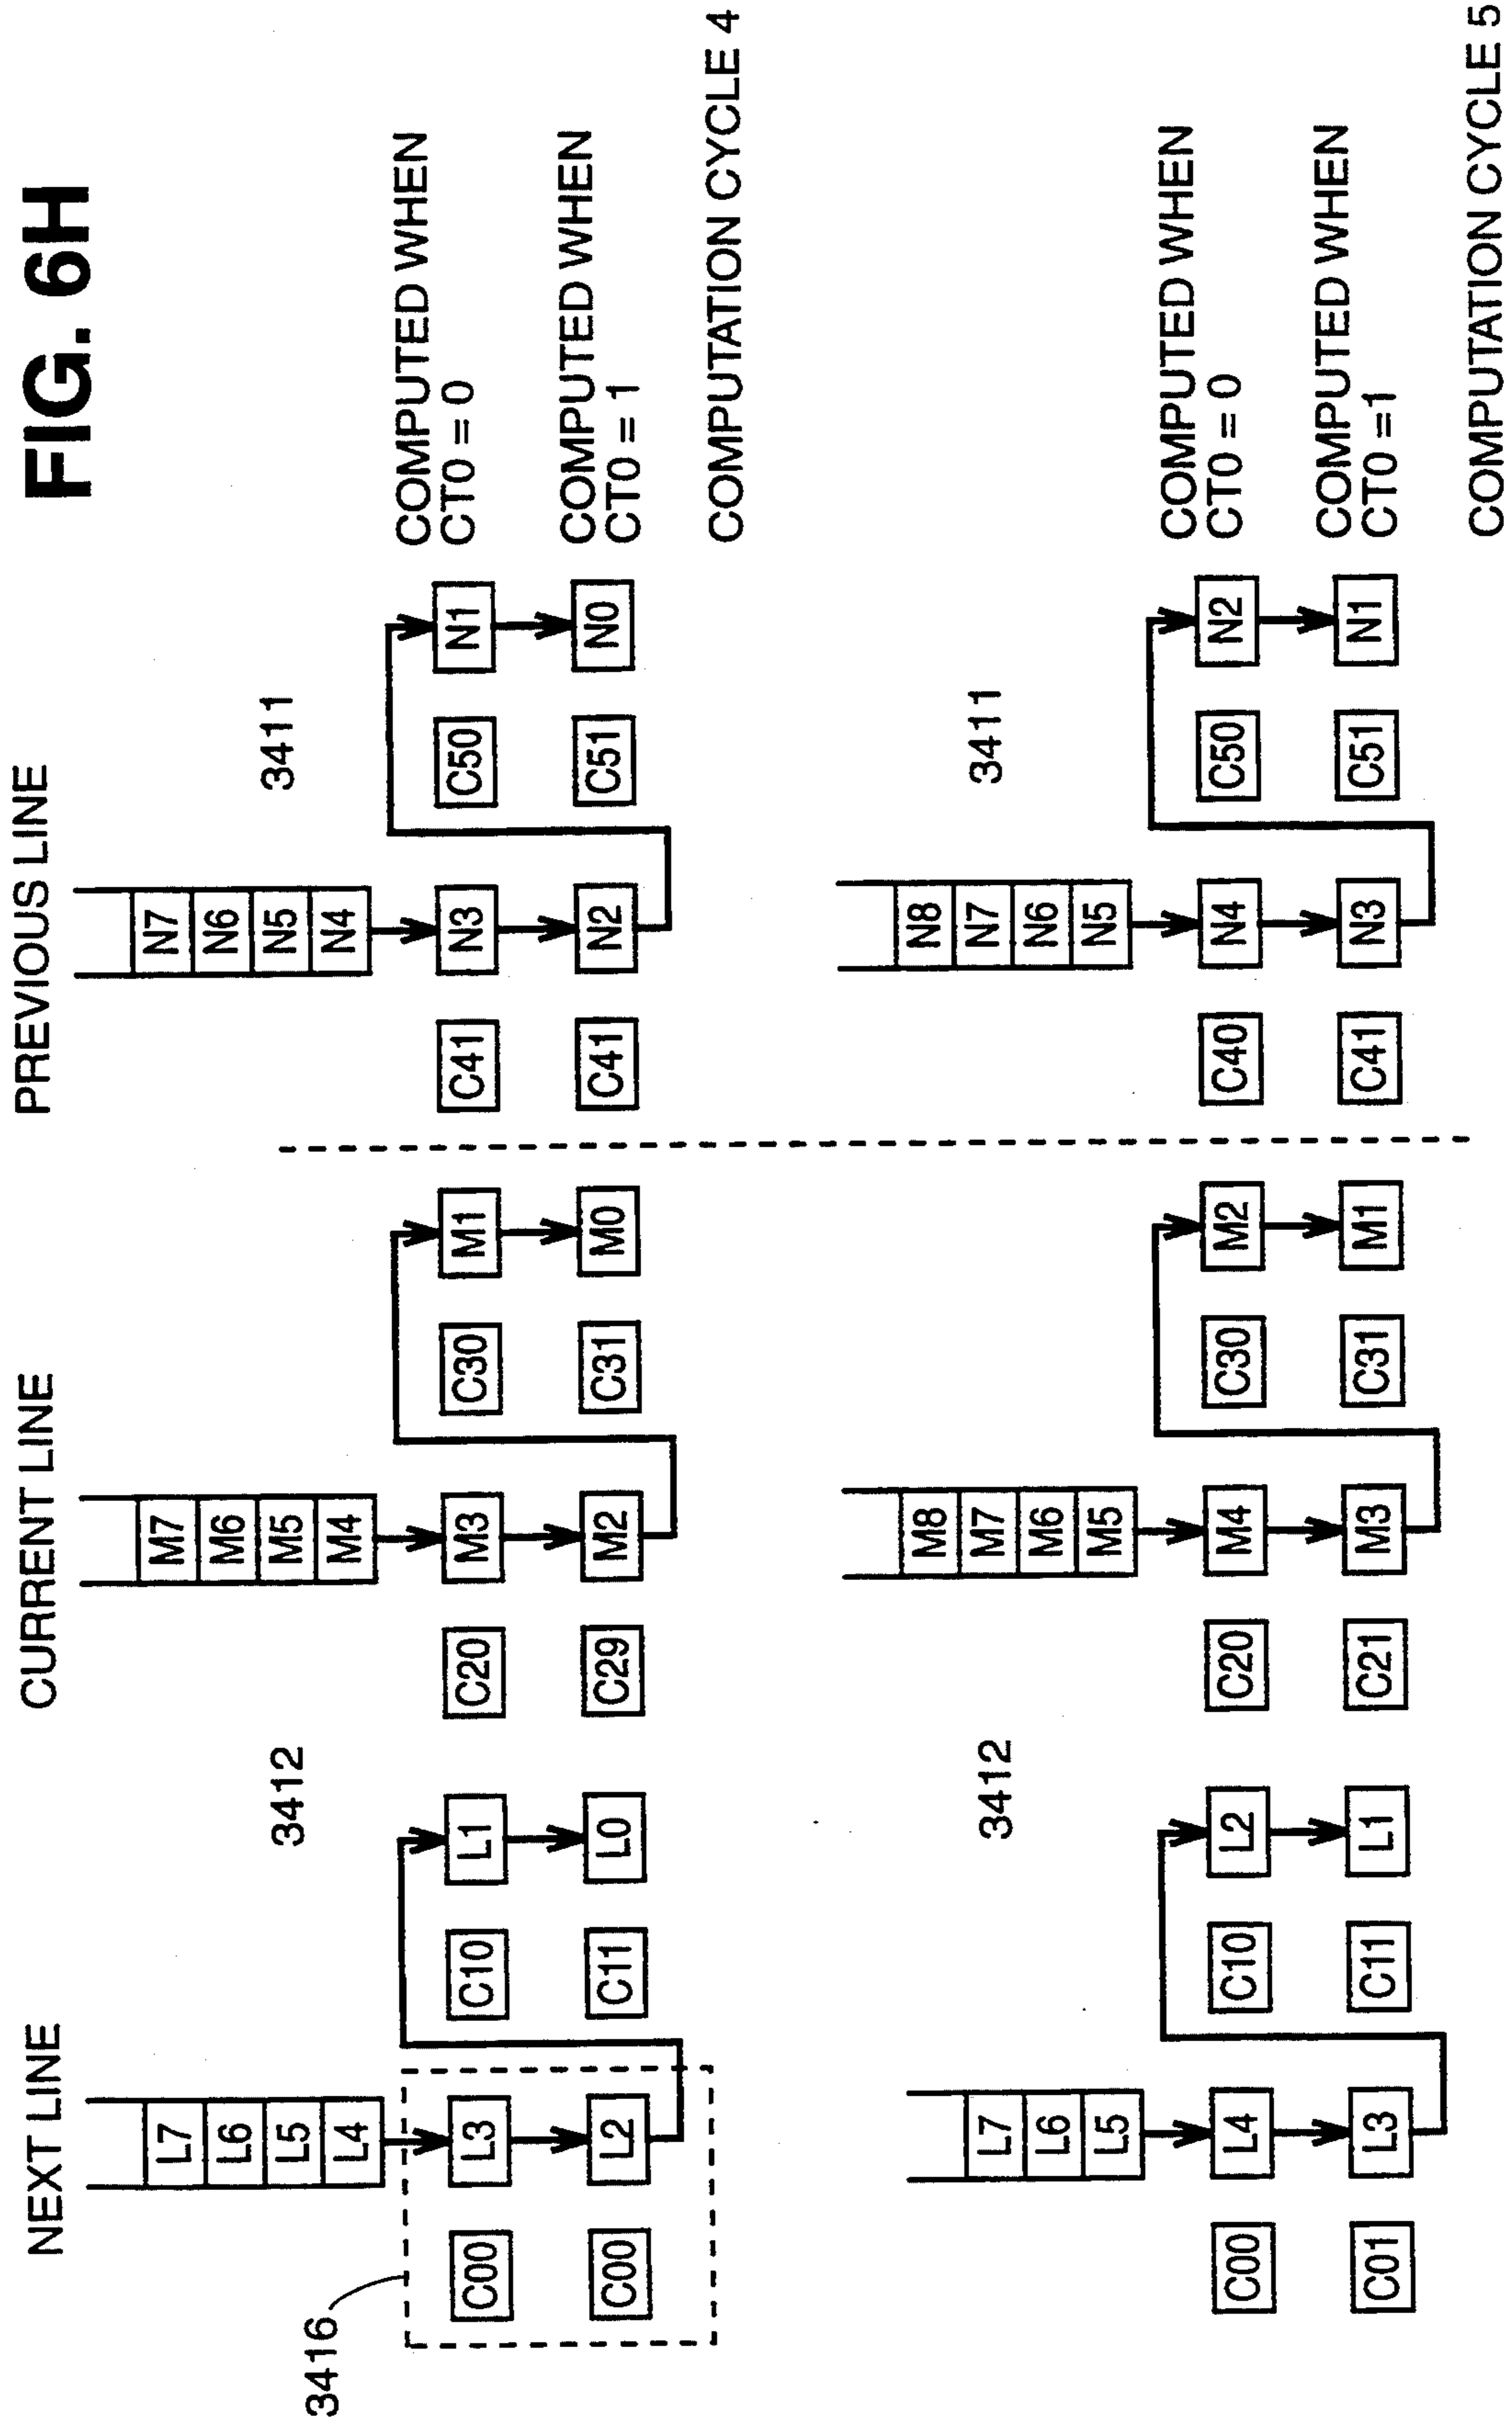 FIG. 6H
NEXT LINE
CURRENT LINE
PREVIOUS LINE
L7
L6
L5
L4
M7
M6
M5
M4
N7
N6
N5
N4
3416
3412
3411
C00
L3
C10
L1
C20
M3
C30
M1
C41
N3
C50
N1
COMPUTED WHEN
CT0 = 0
C00
L2
C11
L0
C29
M2
C31
M0
C41
N2
C51
N0
COMPUTED WHEN
CT0 = 1
COMPUTATION CYCLE 4
L7
L6
L5
M8
M7
M6
M5
N8
N7
N6
N5
3412
3411
C00
L4
C10
L2
C20
M4
C30
M2
C40
N4
C50
N2
COMPUTED WHEN
CT0 = 0
C01
L3
C11
L1
C21
M3
C31
M1
C41
N3
C51
N1
COMPUTED WHEN
CT0 =1
COMPUTATION CYCLE 5